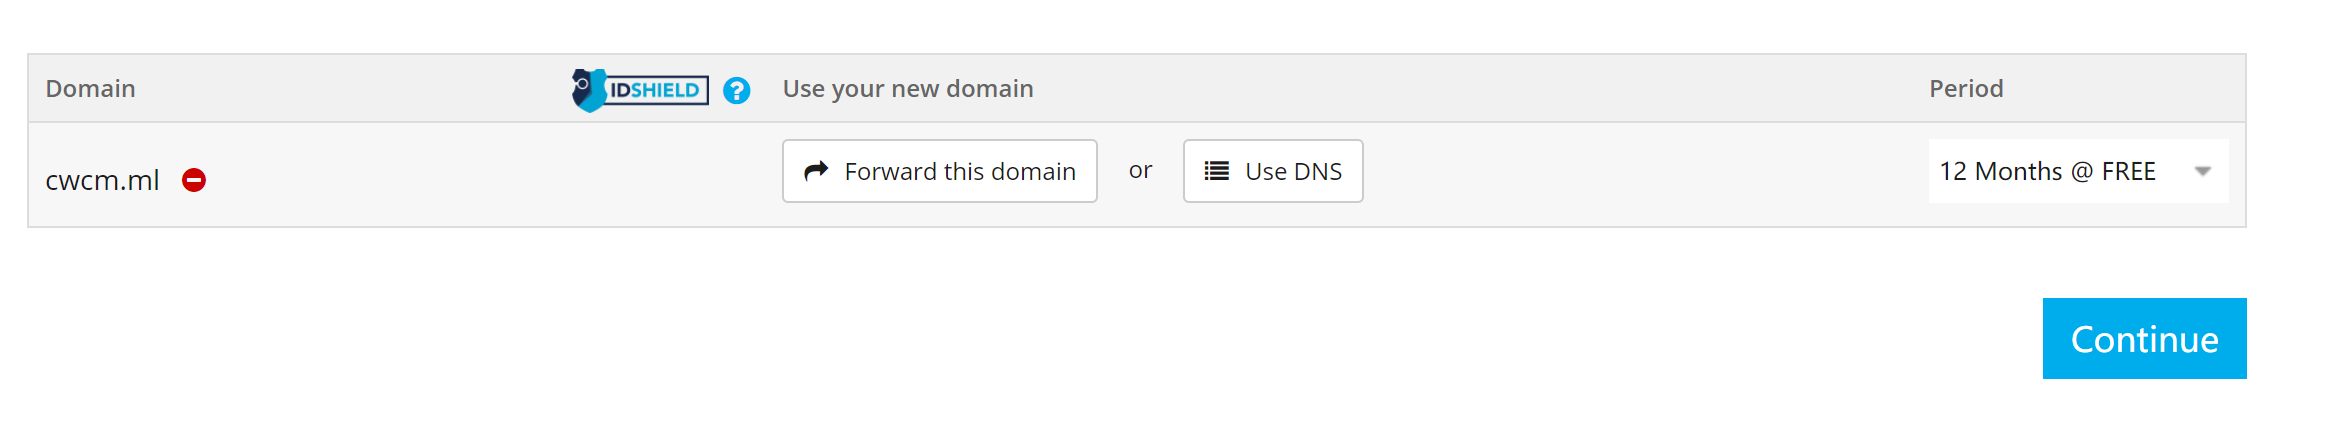 Domain IDSHIELD ? Use your new domain Period
cwcm.ml Forward this domain or Use DNS 12 Months @ FREE
Continue